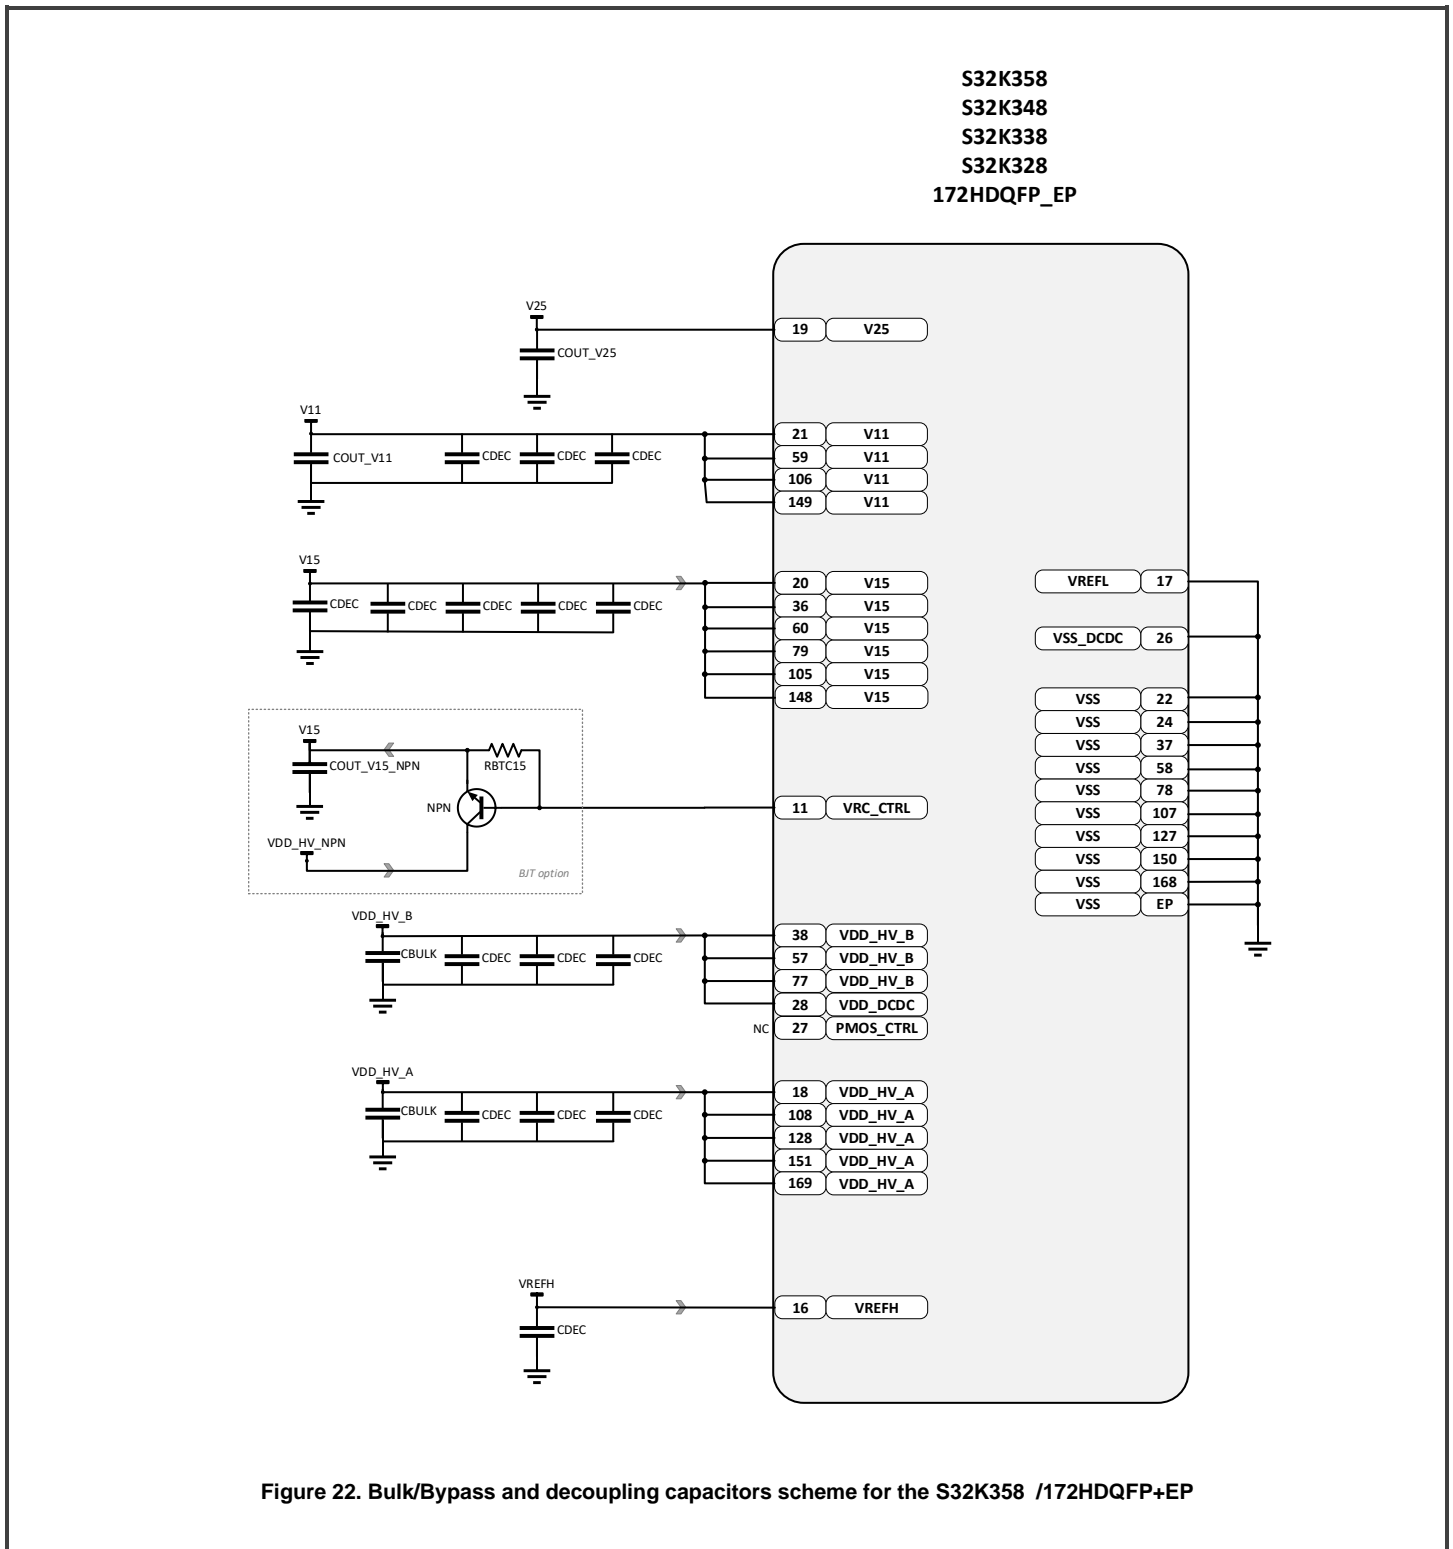 S32K358
S32K348
S32K338
S32K328
172HDQFP_EP
V25
COUT_V25
19 V25
V11
COUT_V11 CDEC CDEC CDEC
21 V11
59 V11
106 V11
149 V11
V15
CDEC CDEC CDEC CDEC CDEC
20 V15
36 V15
60 V15
79 V15
105 V15
148 V15
VREFL 17
VSS_DCDC 26
VSS 22
VSS 24
VSS 37
VSS 58
VSS 78
VSS 107
VSS 127
VSS 150
VSS 168
VSS EP
V15
COUT_V15_NPN
RBTC15
NPN
VDD_HV_NPN
BJT option
11 VRC_CTRL
VDD_HV_B
CBULK CDEC CDEC CDEC
38 VDD_HV_B
57 VDD_HV_B
77 VDD_HV_B
28 VDD_DCDC
NC 27 PMOS_CTRL
VDD_HV_A
CBULK CDEC CDEC CDEC
18 VDD_HV_A
108 VDD_HV_A
128 VDD_HV_A
151 VDD_HV_A
169 VDD_HV_A
VREFH
CDEC
16 VREFH
Figure 22. Bulk/Bypass and decoupling capacitors scheme for the S32K358 /172HDQFP+EP